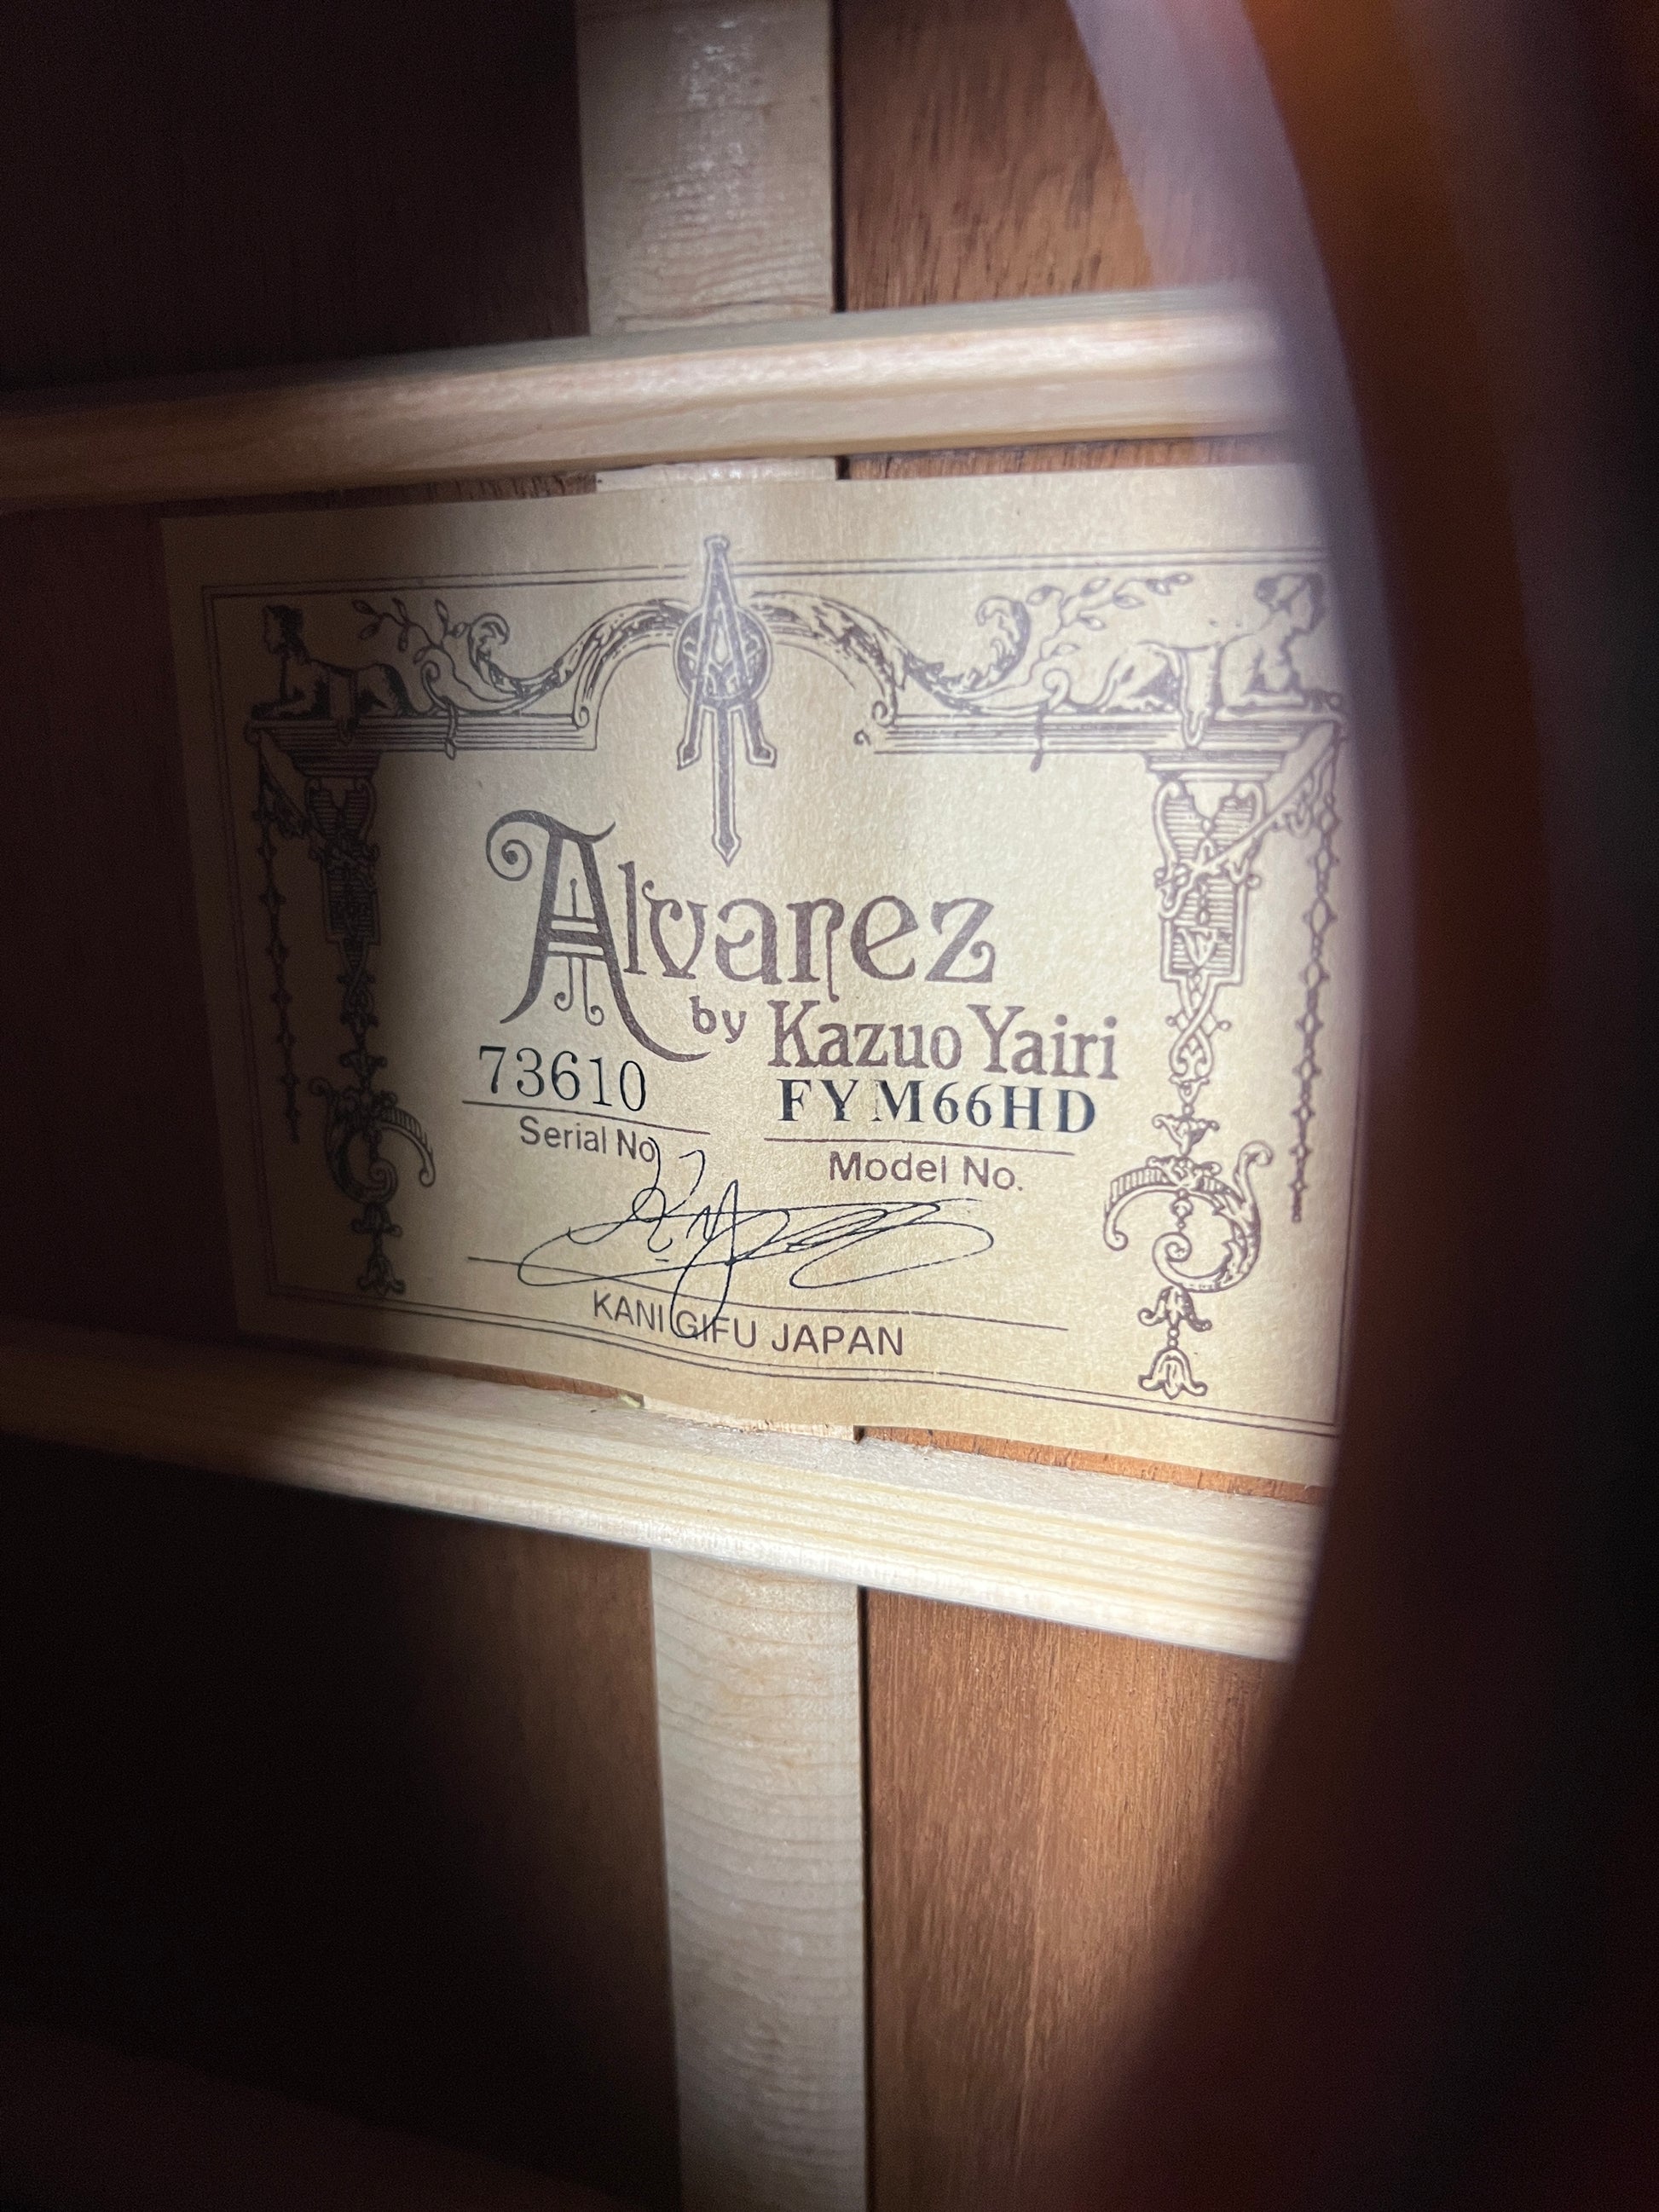 Alvarez
by Kazuo Yairi
73610 FYM66HD
Serial No. Model No.
KANI GIFU JAPAN